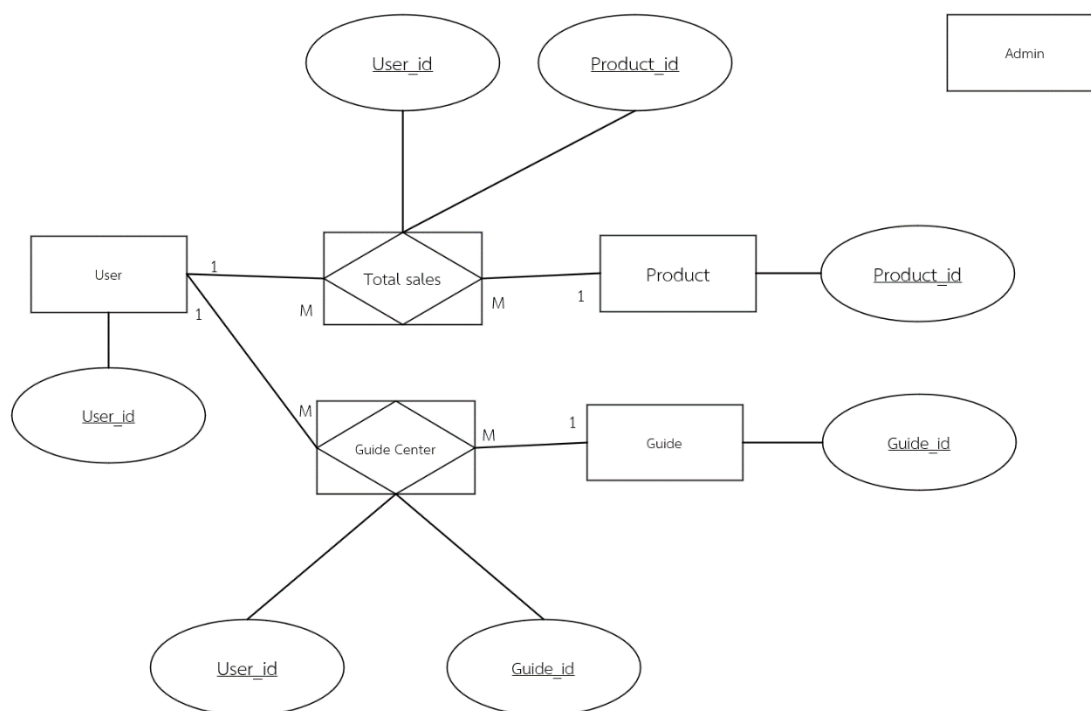 User_id
Product_id
Admin
User
1
M
Total sales
M
1
Product
Product_id
1
User_id
M
Guide Center
M
1
Guide
Guide_id
User_id
Guide_id